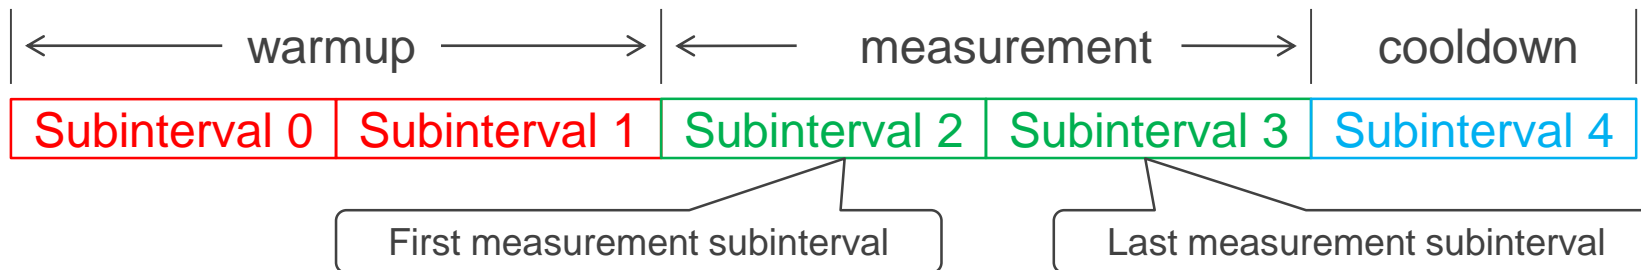 warmup measurement cooldown
Subinterval 0 Subinterval 1 Subinterval 2 Subinterval 3 Subinterval 4
First measurement subinterval Last measurement subinterval